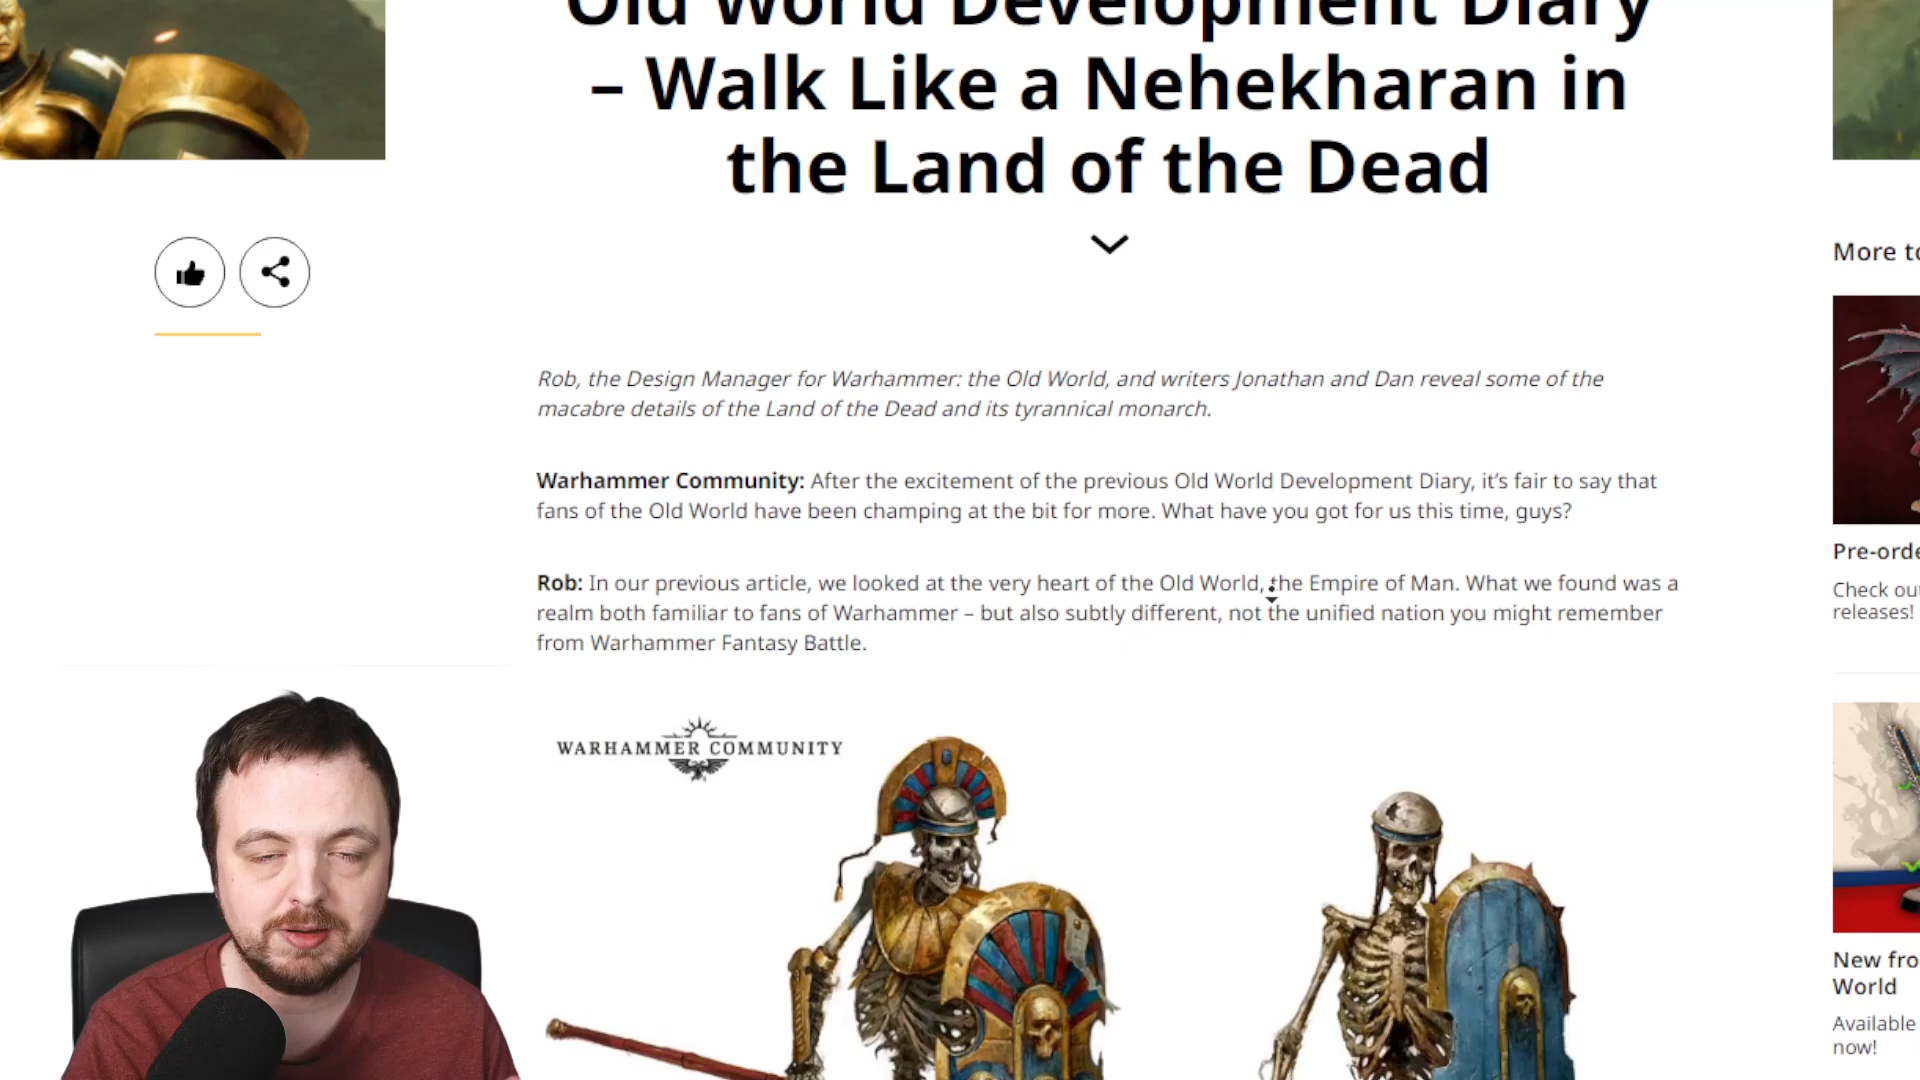 Old World Development Diary
– Walk Like a Nehekharan in
the Land of the Dead
More to
Rob, the Design Manager for Warhammer: the Old World, and writers Jonathan and Dan reveal some of the
macabre details of the Land of the Dead and its tyrannical monarch.
Warhammer Community: After the excitement of the previous Old World Development Diary, it’s fair to say that
fans of the Old World have been champing at the bit for more. What have you got for us this time, guys?
Rob: In our previous article, we looked at the very heart of the Old World, the Empire of Man. What we found was a
realm both familiar to fans of Warhammer – but also subtly different, not the unified nation you might remember
from Warhammer Fantasy Battle.
WARHAMMER COMMUNITY
Pre-orde
Check out
releases!
New fro
World
Available
now!